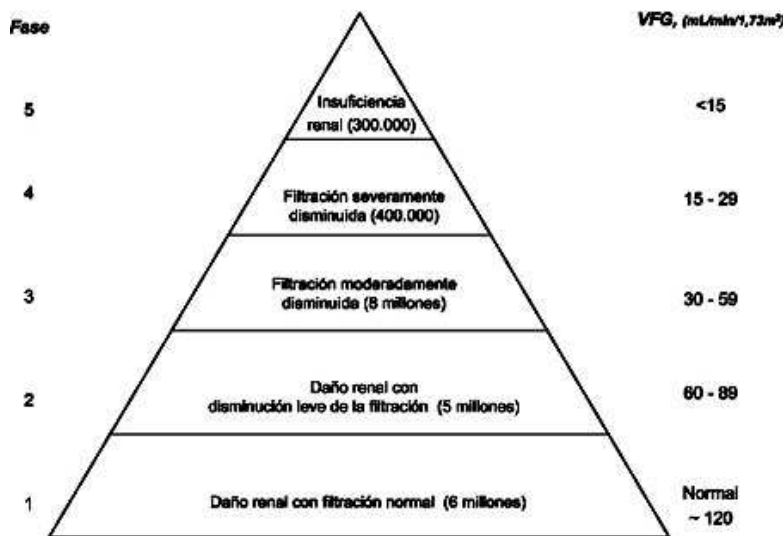 Fase
VFG, (mL/min/1,73m²)
5
Insuficiencia
renal (300.000)
<15
4
Filtración severamente
disminuida (400.000)
15 - 29
3
Filtración moderadamente
disminuida (8 millones)
30 - 59
2
Daño renal con
disminución leve de la filtración (5 millones)
60 - 89
1
Daño renal con filtración normal (6 millones)
Normal
~ 120